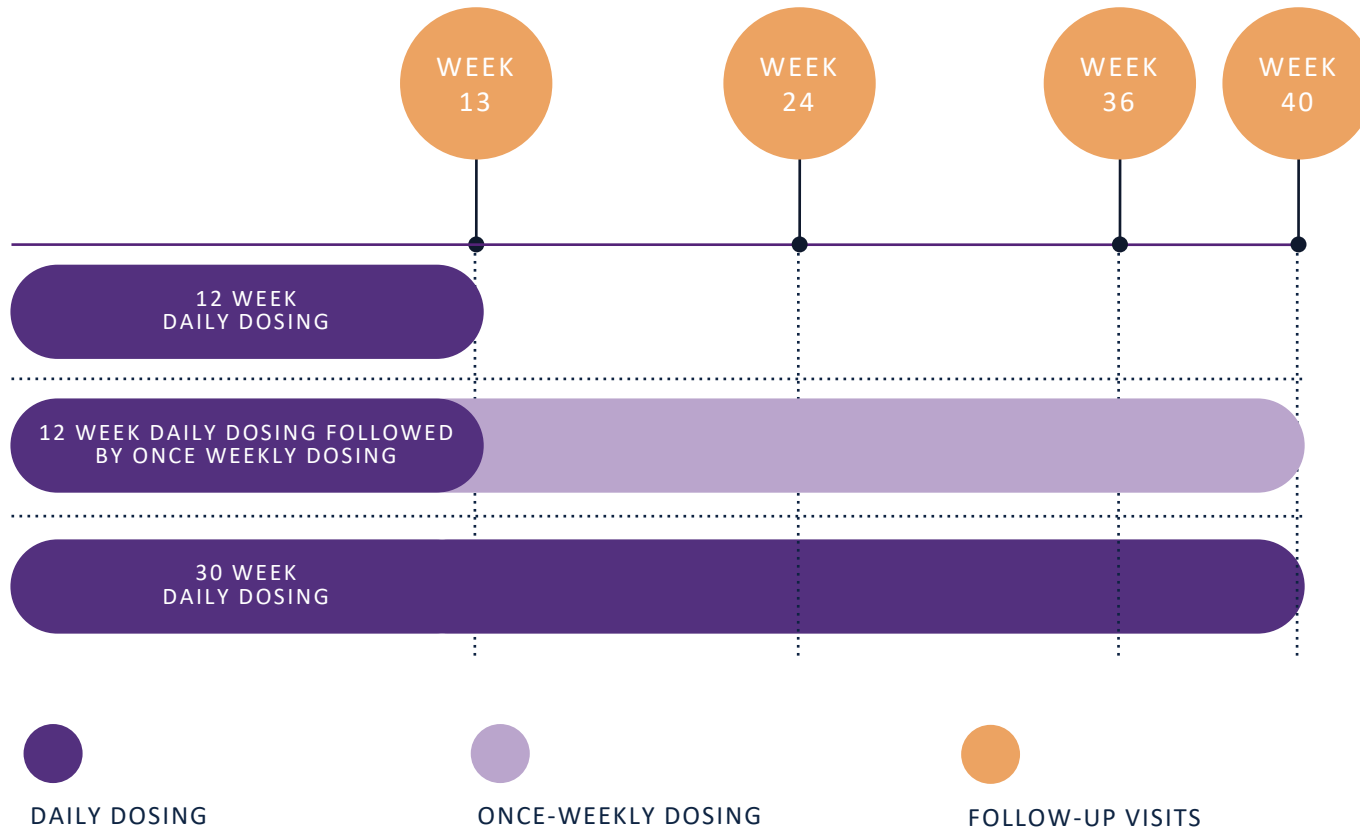 WEEK
13
WEEK
24
WEEK
36
WEEK
40
12 WEEK
DAILY DOSING
12 WEEK DAILY DOSING FOLLOWED
BY ONCE WEEKLY DOSING
30 WEEK
DAILY DOSING
DAILY DOSING
ONCE-WEEKLY DOSING
FOLLOW-UP VISITS